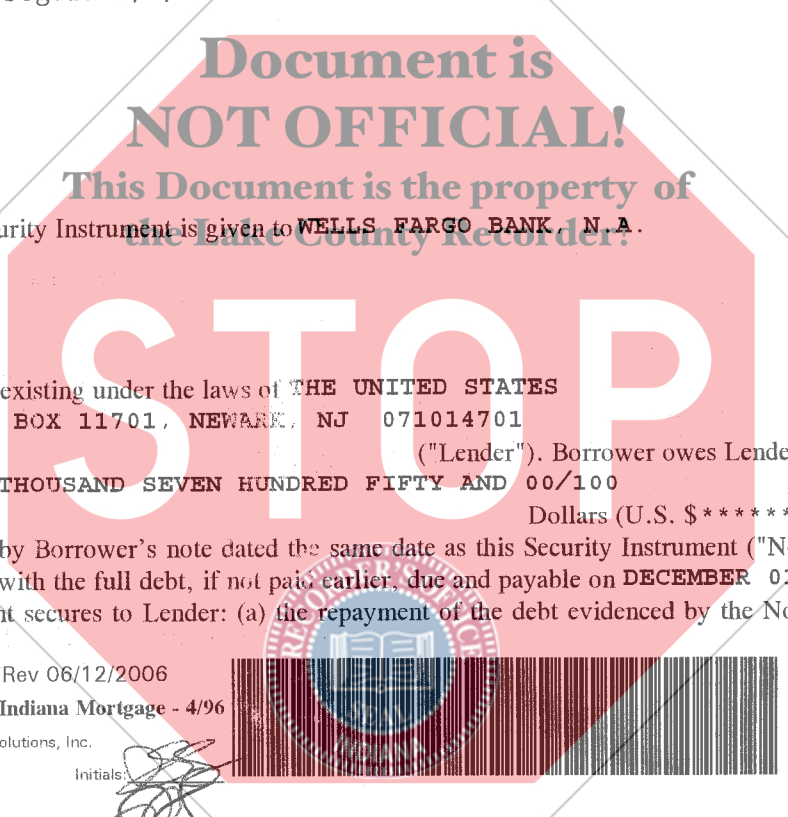 Document is
NOT OFFICIAL!
This Document is the property of
the Lake County Recorder!
urity Instrument is given to WELLS FARGO BANK, N.A.
STOP
existing under the laws of THE UNITED STATES
BOX 11701, NEWARK, NJ 071014701
("Lender"). Borrower owes Lende
THOUSAND SEVEN HUNDRED FIFTY AND 00/100
Dollars (U.S. $******
by Borrower's note dated the same date as this Security Instrument ("N
with the full debt, if not paid earlier, due and payable on DECEMBER 01
nt secures to Lender: (a) the repayment of the debt evidenced by the No
RECORDER'S OFFICE
SEAL
INDIANA
Rev 06/12/2006
Indiana Mortgage - 4/96
olutions, Inc.
Initials: